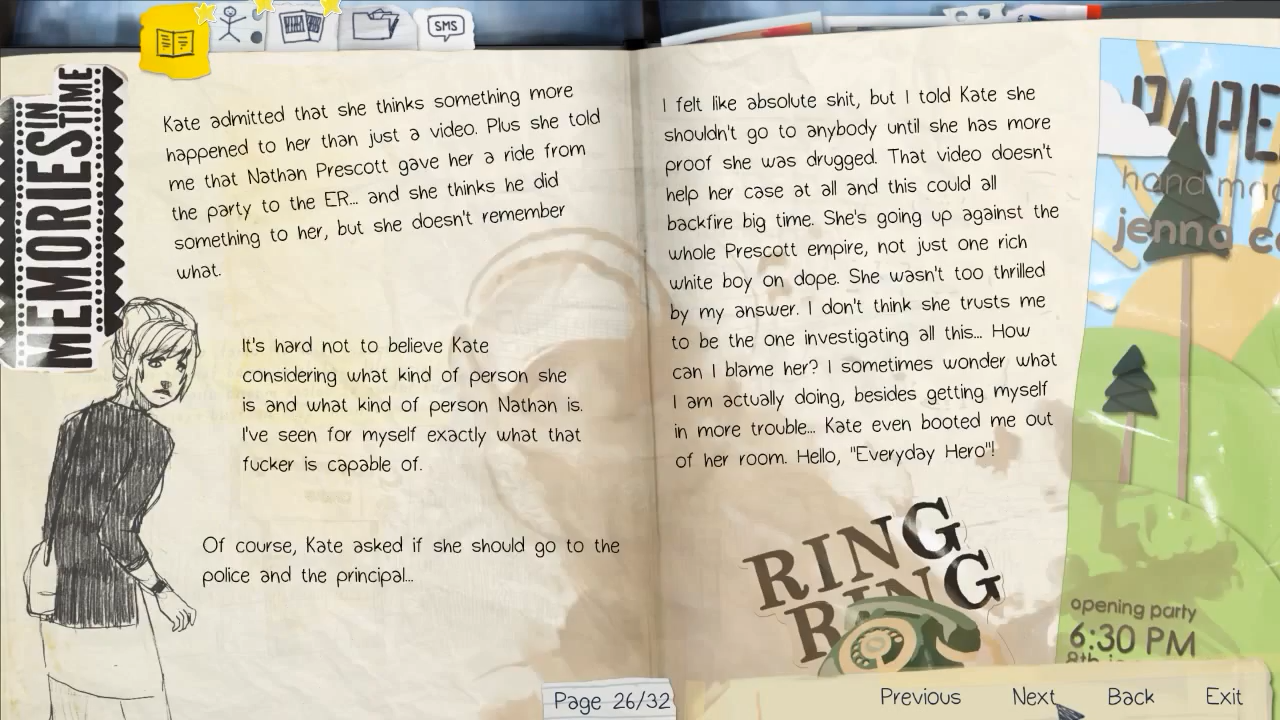 SMS
MEMORIES IN TIME
Kate admitted that she thinks something more
happened to her than just a video. Plus she told
me that Nathan Prescott gave her a ride from
the party to the ER... and she thinks he did
something to her, but she doesn't remember
what.
It's hard not to believe Kate
considering what kind of person she
is and what kind of person Nathan is.
I've seen for myself exactly what that
fucker is capable of.
Of course, Kate asked if she should go to the
police and the principal...
I felt like absolute shit, but I told Kate she
shouldn't go to anybody until she has more
proof she was drugged. That video doesn't
help her case at all and this could all
backfire big time. She's going up against the
whole Prescott empire, not just one rich
white boy on dope. She wasn't too thrilled
by my answer. I don't think she trusts me
to be the one investigating all this... How
can I blame her? I sometimes wonder what
I am actually doing, besides getting myself
in more trouble... Kate even booted me out
of her room. Hello, "Everyday Hero"!
RING
RING
PAPE
hand mad
jenna e
opening party
6:30 PM
Page 26/32
Previous Next Back Exit